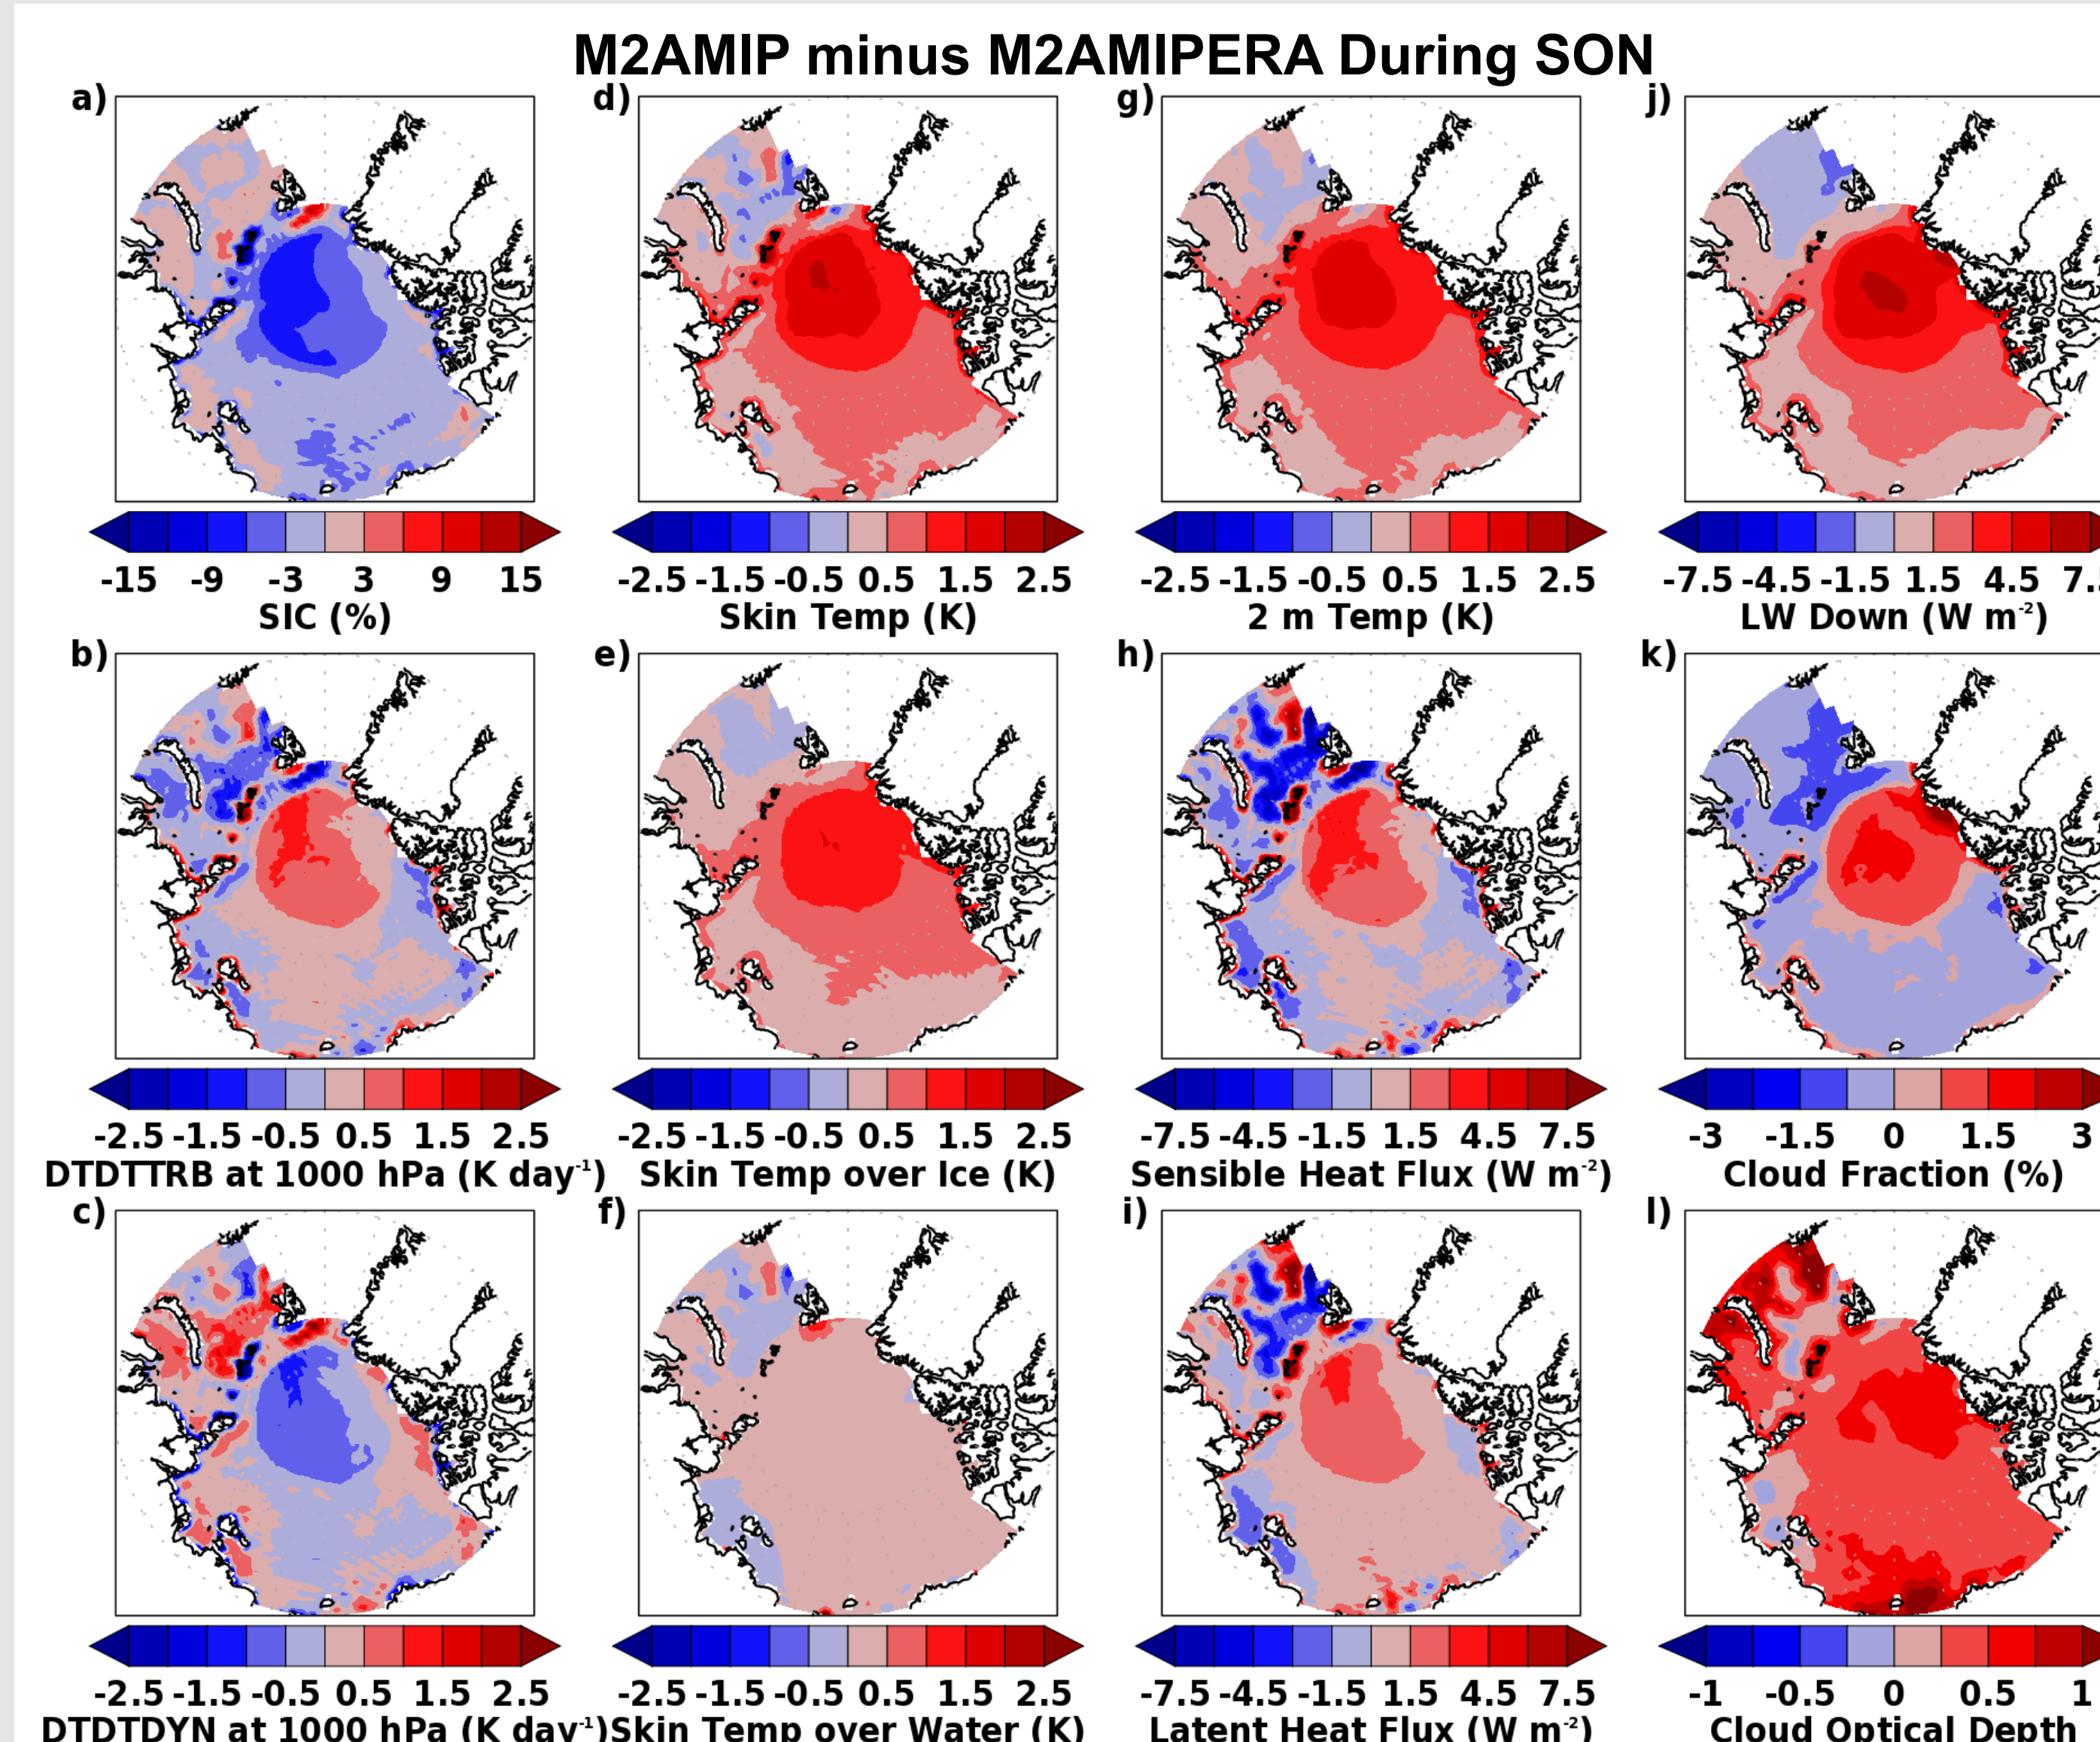 M2AMIP minus M2AMIPERA During SON
a) d) g) j)
-15 -9 -3 3 9 15
SIC (%)
-2.5 -1.5 -0.5 0.5 1.5 2.5
Skin Temp (K)
-2.5 -1.5 -0.5 0.5 1.5 2.5
2 m Temp (K)
-7.5 -4.5 -1.5 1.5 4.5
LW Down (W m-2)
b) e) h) k)
-2.5 -1.5 -0.5 0.5 1.5 2.5
DTDTTRB at 1000 hPa (K day-1)
-2.5 -1.5 -0.5 0.5 1.5 2.5
Skin Temp over Ice (K)
-7.5 -4.5 -1.5 1.5 4.5 7.5
Sensible Heat Flux (W m-2)
-3 -1.5 0 1.5 3
Cloud Fraction (%)
c) f) i) l)
-2.5 -1.5 -0.5 0.5 1.5 2.5
DTDTDYN at 1000 hPa (K day-1)
-2.5 -1.5 -0.5 0.5 1.5 2.5
Skin Temp over Water (K)
-7.5 -4.5 -1.5 1.5 4.5 7.5
Latent Heat Flux (W m-2)
-1 -0.5 0 0.5 1
Cloud Optical Depth